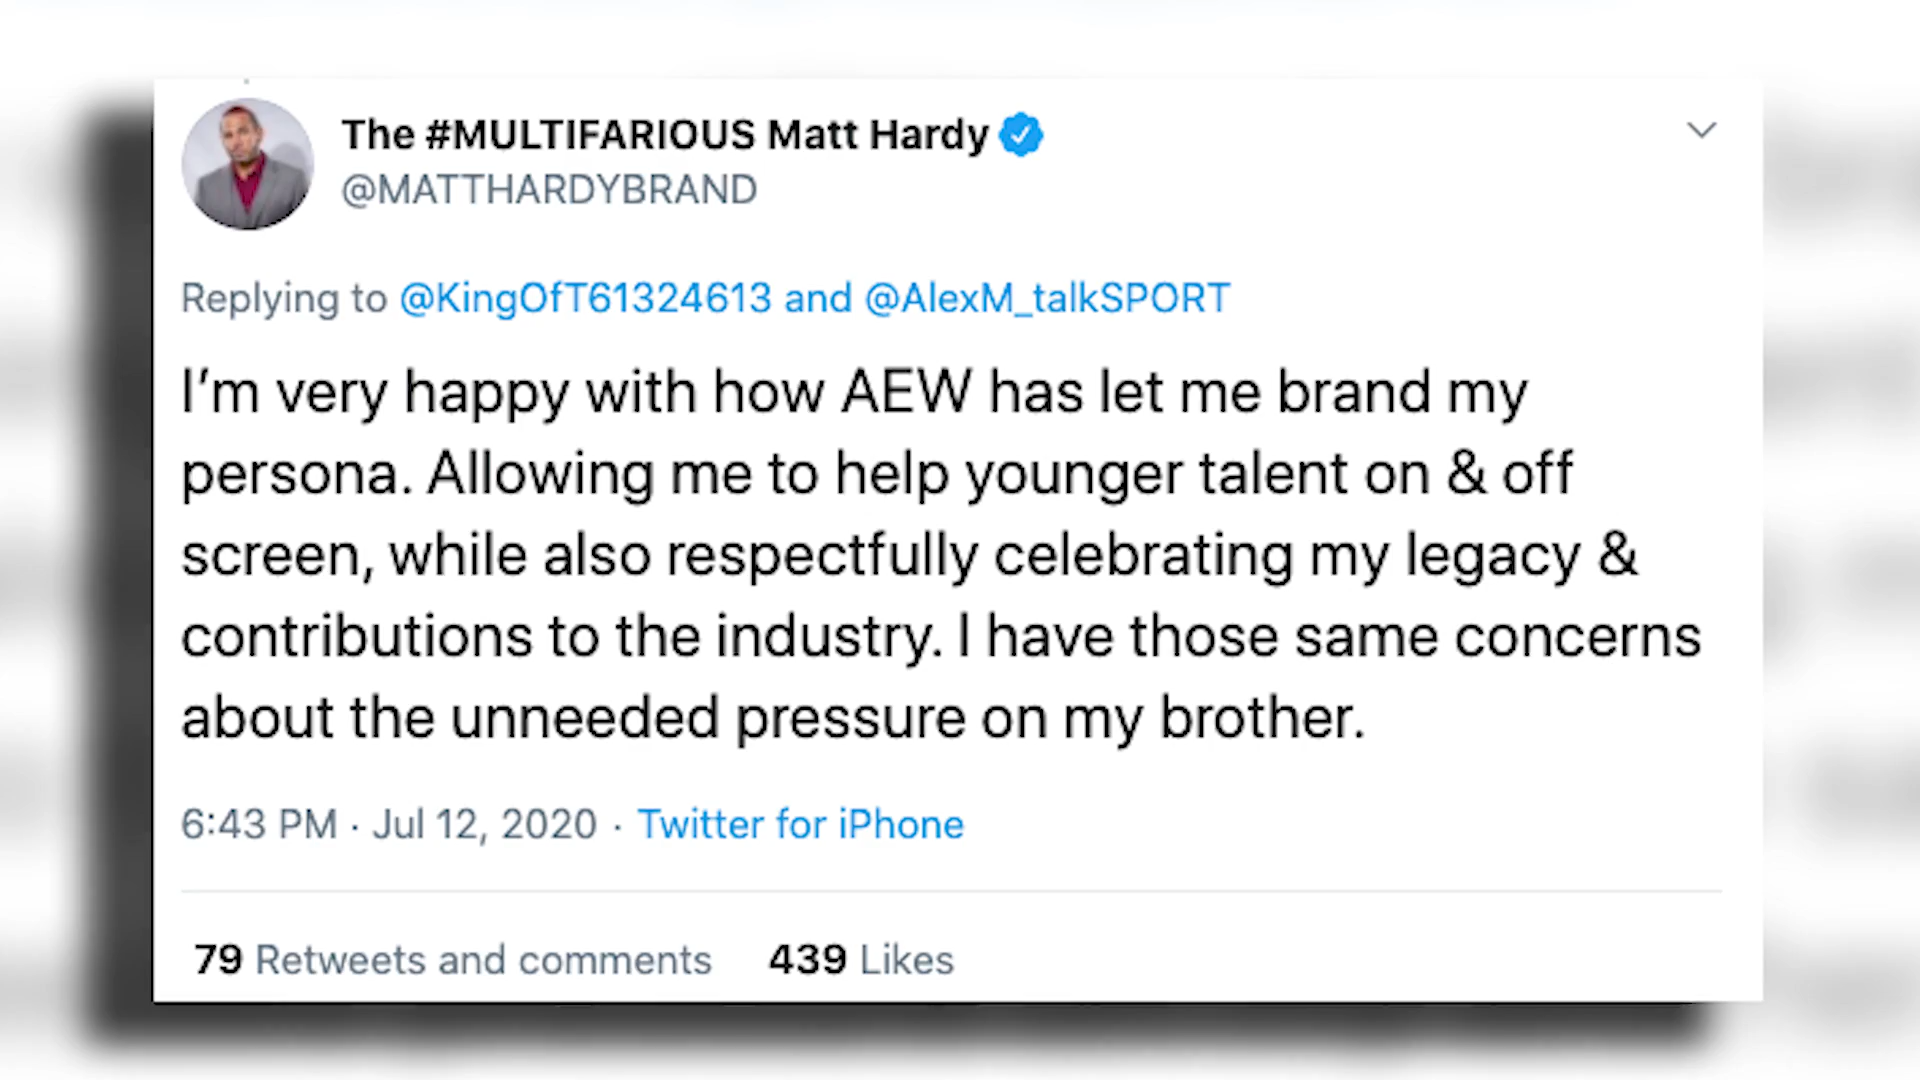 The #MULTIFARIOUS Matt Hardy
@MATTHARDYBRAND
Replying to @KingOfT61324613 and @AlexM_talkSPORT
I’m very happy with how AEW has let me brand my
persona. Allowing me to help younger talent on & off
screen, while also respectfully celebrating my legacy &
contributions to the industry. I have those same concerns
about the unneeded pressure on my brother.
6:43 PM · Jul 12, 2020 · Twitter for iPhone
79 Retweets and comments 439 Likes